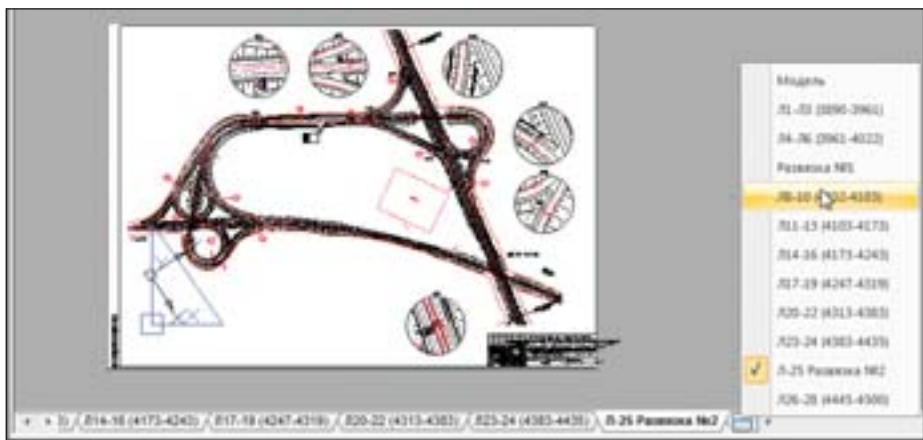 Модель
Л1-Л3 (3890-3961)
Л4-Л6 (3961-4022)
Развязка №1
Л11-13 (4103-4173)
Л14-16 (4173-4243)
Л17-19 (4247-4319)
Л20-22 (4313-4383)
Л23-24 (4383-4435)
Л-25 Развязка №2
Л26-28 (4445-4500)
Л14-16 (4173-4243)
Л17-19 (4247-4319)
Л20-22 (4313-4383)
Л23-24 (4383-4435)
Л-25 Развязка №2